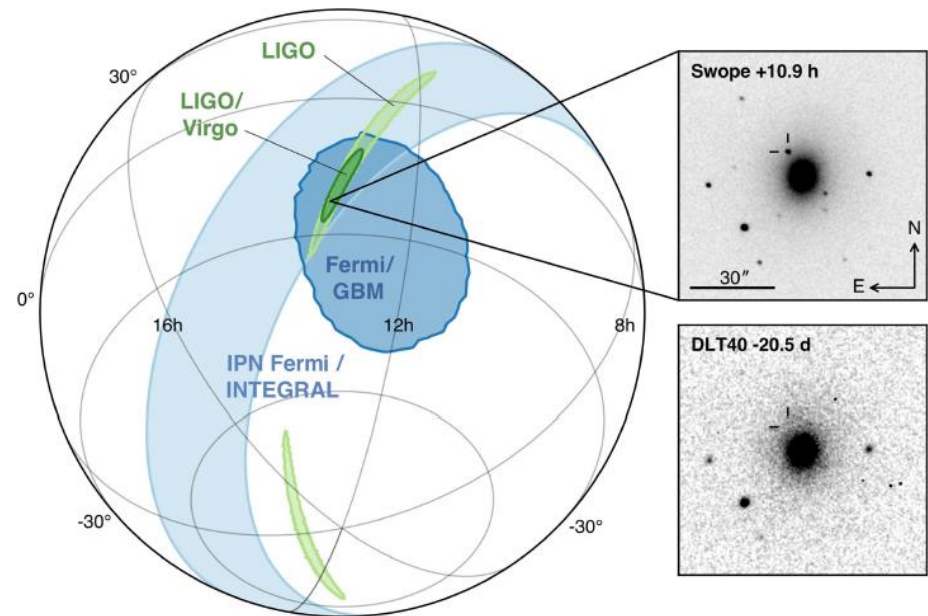 LIGO
LIGO/
Virgo
Fermi/
GBM
IPN Fermi /
INTEGRAL
30°
0°
-30°
-30°
16h
12h
8h
Swope +10.9 h
30"
N
E
DLT40 -20.5 d